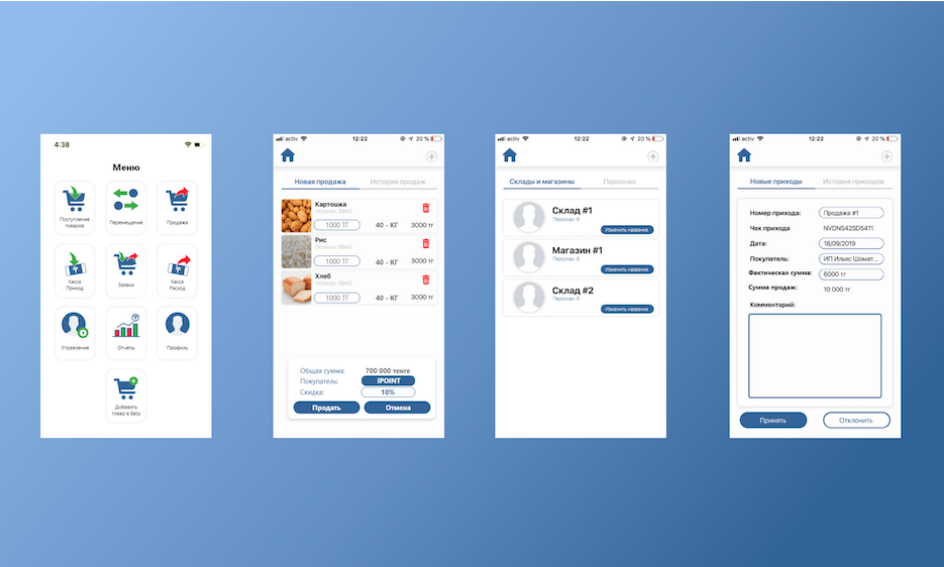 4:38
Меню
Поступление
товаров
Перемещение
Продажа
Касса
Приход
Заявки
Касса
Расход
Управление
Отчеты
Профиль
Добавить
товар в базу
activ
12:22
20 %
Новая продажа
История продаж
Картошка
Остаток: 9843
1000 ТГ
40 - КГ
3000 тг
Рис
Остаток: 9843
1000 ТГ
40 - КГ
3000 тг
Хлеб
Остаток: 9843
1000 ТГ
40 - КГ
3000 тг
Общая сумма: 700 000 тенге
Покупатель: IPOINT
Скидка: 10%
Продать
Отмена
activ
12:22
20 %
Склады и магазины
Персонал
Склад #1
Персонал: 8
Изменить название
Магазин #1
Персонал: 8
Изменить название
Склад #2
Персонал: 8
Изменить название
activ
12:22
20 %
Новые приходы
История приходов
Номер прихода: Продажа #1
Чек прихода NVDNS42SD5411
Дата: 18/09/2019
Покупатель: ИП Ильяс Шомат...
Фактическая сумма: 6000 тг
Сумма продаж: 10 000 тг
Комментарий:
Принять
Отклонить